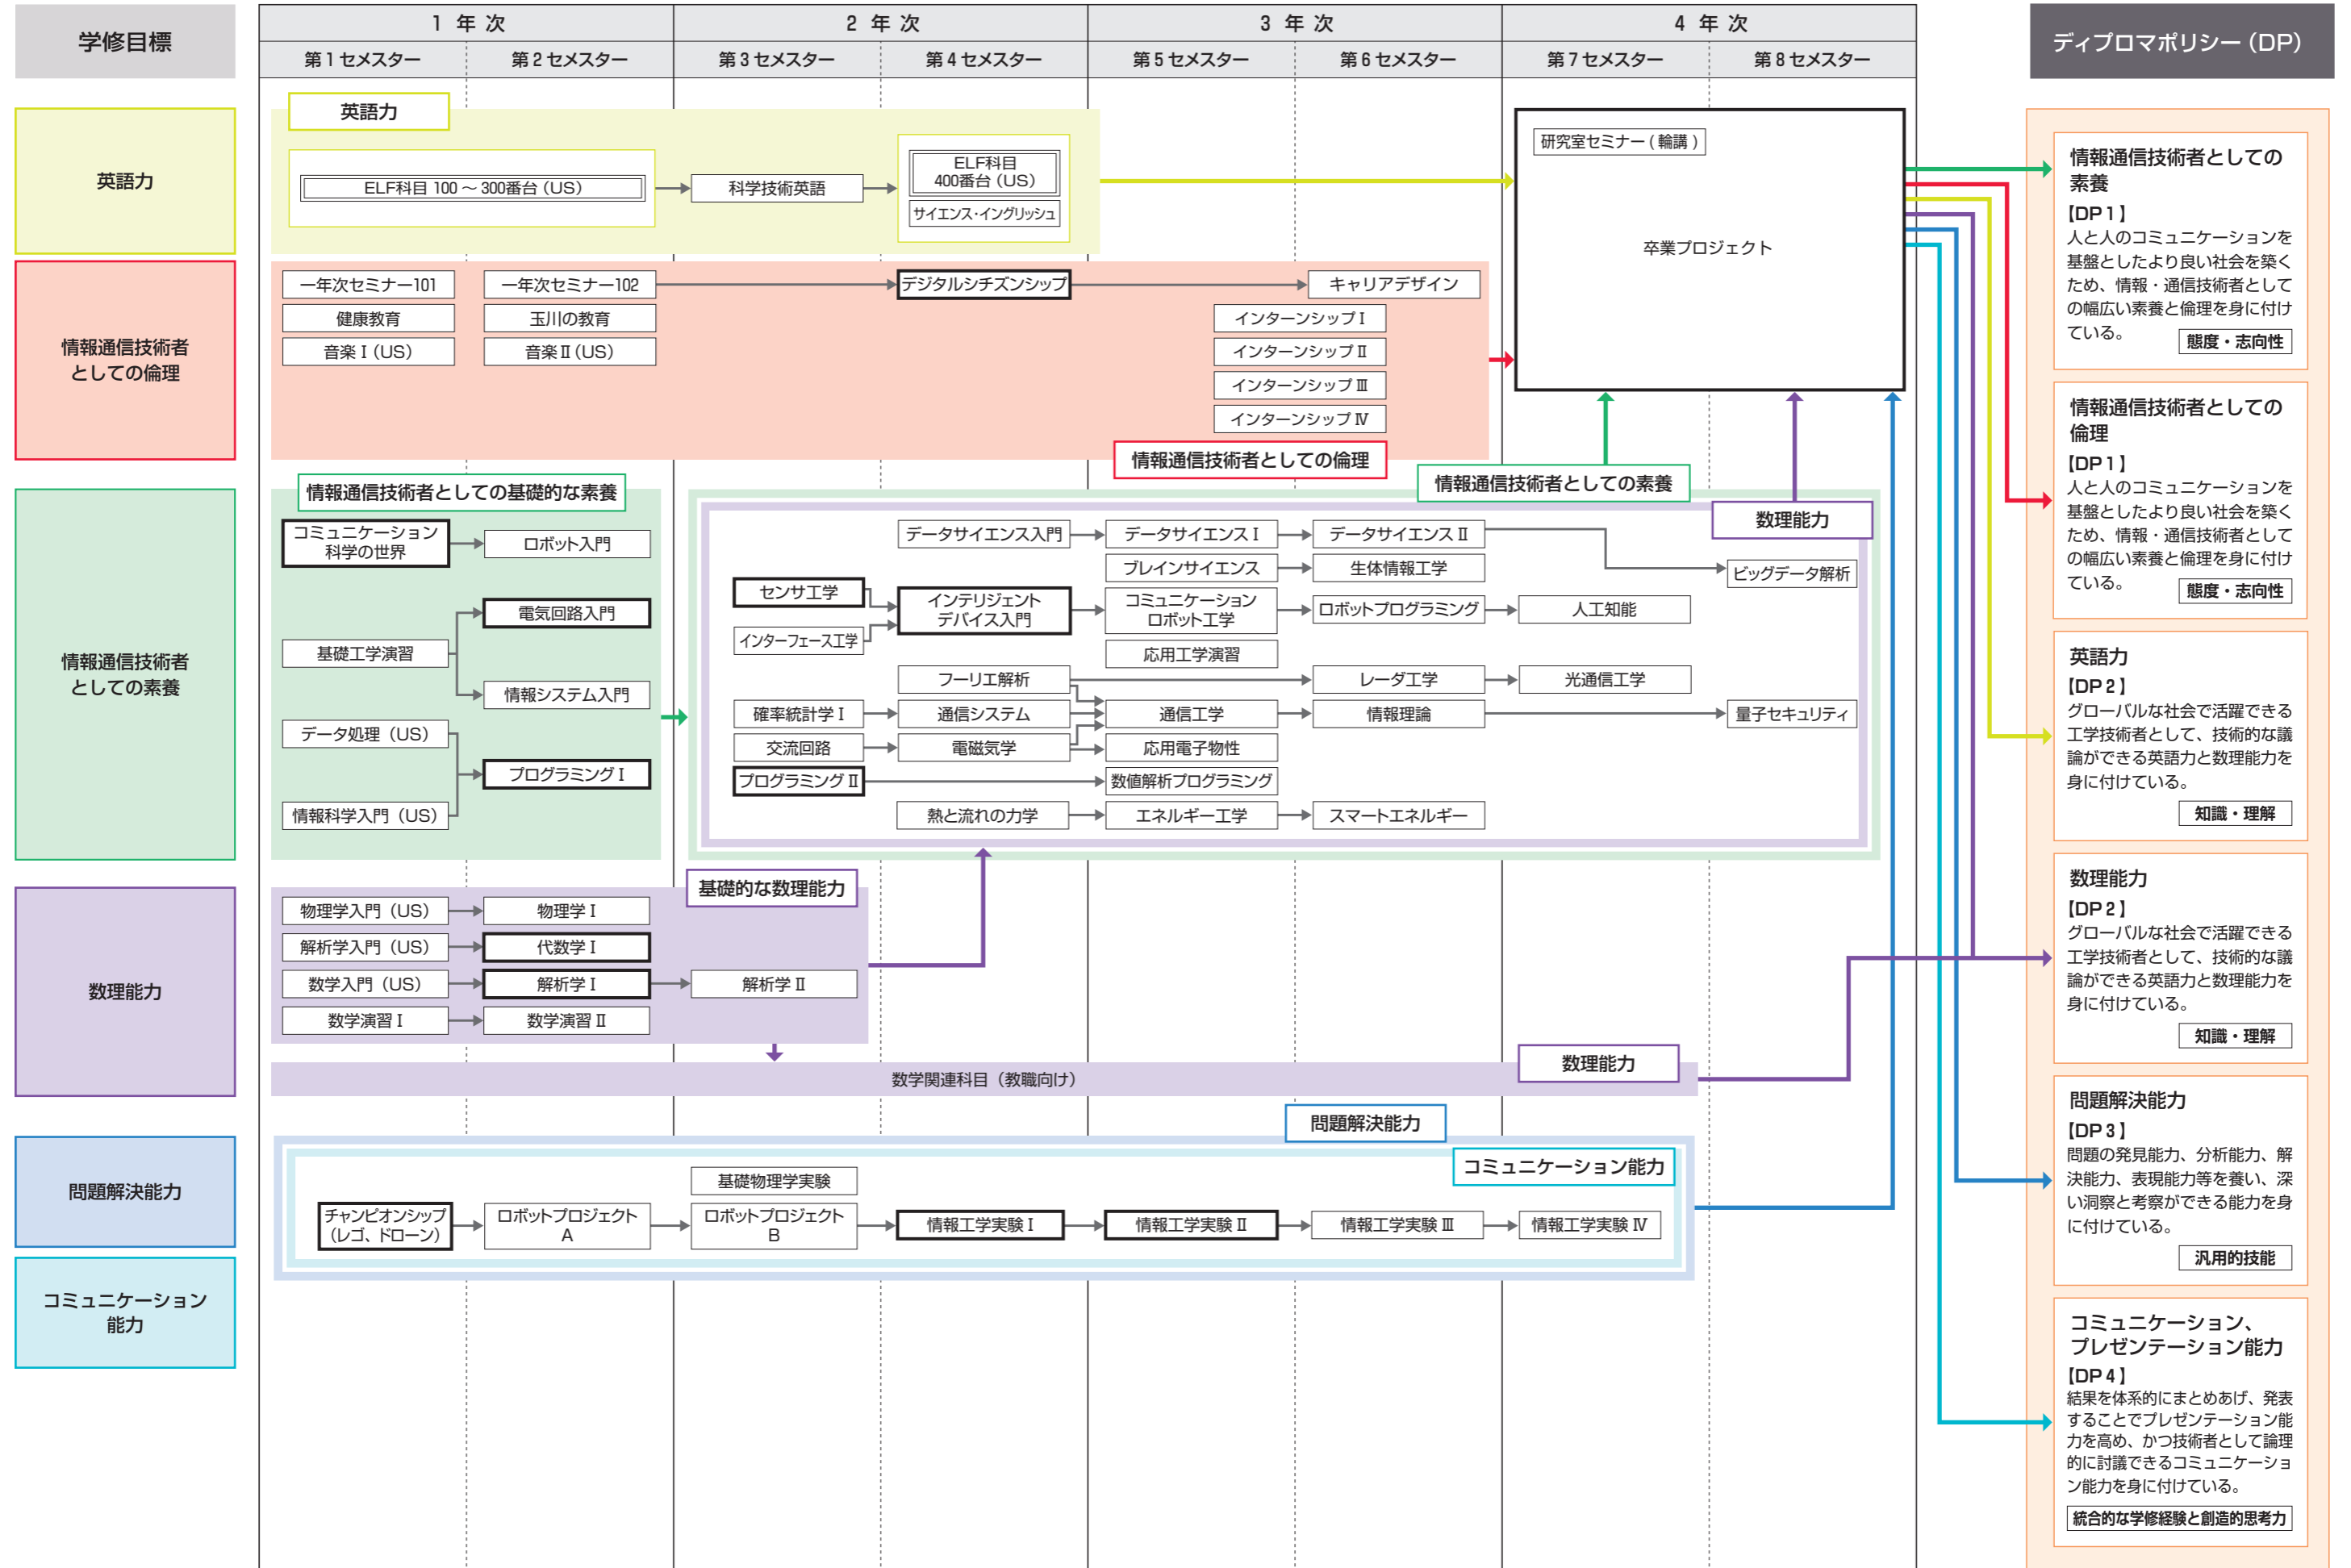 学修目標
1 年 次
2 年 次
3 年 次
4 年 次
第1セメスター
第2セメスター
第3セメスター
第4セメスター
第5セメスター
第6セメスター
第7セメスター
第8セメスター
ディプロマポリシー(DP)
英語力
英語力
ELF科目 100 ～ 300番台(US)
科学技術英語
ELF科目
400番台(US)
サイエンス・イングリッシュ
研究室セミナー(輪講)
卒業プロジェクト
情報通信技術者
としての倫理
一年次セミナー101
一年次セミナー102
デジタルシチズンシップ
キャリアデザイン
健康教育
玉川の教育
インターンシップⅠ
音楽Ⅰ(US)
音楽Ⅱ(US)
インターンシップⅡ
インターンシップⅢ
インターンシップⅣ
情報通信技術者としての倫理
情報通信技術者
としての素養
情報通信技術者としての基礎的な素養
コミュニケーション
科学の世界
ロボット入門
電気回路入門
基礎工学演習
情報システム入門
データ処理(US)
プログラミングⅠ
情報科学入門(US)
情報通信技術者としての素養
数理能力
データサイエンス入門
データサイエンスⅠ
データサイエンスⅡ
ブレインサイエンス
生体情報工学
ビッグデータ解析
センサ工学
インテリジェント
デバイス入門
コミュニケーション
ロボット工学
ロボットプログラミング
人工知能
インターフェース工学
応用工学演習
フーリエ解析
レーダ工学
光通信工学
確率統計学Ⅰ
通信システム
通信工学
情報理論
量子セキュリティ
交流回路
電磁気学
応用電子物性
プログラミングⅡ
数値解析プログラミング
熱と流れの力学
エネルギー工学
スマートエネルギー
数理能力
基礎的な数理能力
物理学入門(US)
物理学Ⅰ
解析学入門(US)
代数学Ⅰ
数学入門(US)
解析学Ⅰ
解析学Ⅱ
数学演習Ⅰ
数学演習Ⅱ
数理能力
数学関連科目(教職向け)
問題解決能力
問題解決能力
コミュニケーション能力
基礎物理学実験
チャンピオンシップ
(レゴ、ドローン)
ロボットプロジェクト
A
ロボットプロジェクト
B
情報工学実験Ⅰ
情報工学実験Ⅱ
情報工学実験Ⅲ
情報工学実験Ⅳ
コミュニケーション
能力
情報通信技術者としての
素養
【DP1】
人と人のコミュニケーションを
基盤としたより良い社会を築く
ため、情報・通信技術者として
の幅広い素養と倫理を身に付け
ている。
態度・志向性
情報通信技術者としての
倫理
【DP1】
人と人のコミュニケーションを
基盤としたより良い社会を築く
ため、情報・通信技術者として
の幅広い素養と倫理を身に付け
ている。
態度・志向性
英語力
【DP2】
グローバルな社会で活躍できる
工学技術者として、技術的な議
論ができる英語力と数理能力を
身に付けている。
知識・理解
数理能力
【DP2】
グローバルな社会で活躍できる
工学技術者として、技術的な議
論ができる英語力と数理能力を
身に付けている。
知識・理解
問題解決能力
【DP3】
問題の発見能力、分析能力、解
決能力、表現能力等を養い、深
い洞察と考察ができる能力を身
に付けている。
汎用的技能
コミュニケーション、
プレゼンテーション能力
【DP4】
結果を体系的にまとめあげ、発表
することでプレゼンテーション能
力を高め、かつ技術者として論理
的に討議できるコミュニケーショ
ン能力を身に付けている。
統合的な学修経験と創造的思考力